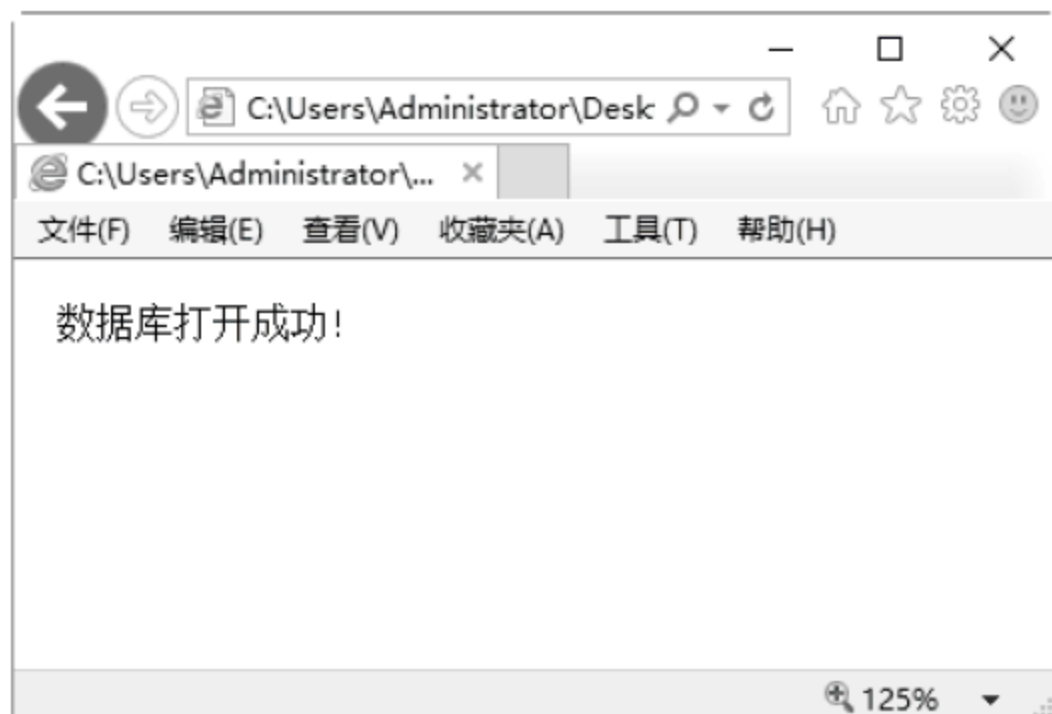 C:\Users\Administrator\Desk
C:\Users\Administrator\...
文件(F) 编辑(E) 查看(V) 收藏夹(A) 工具(T) 帮助(H)
数据库打开成功!
125%